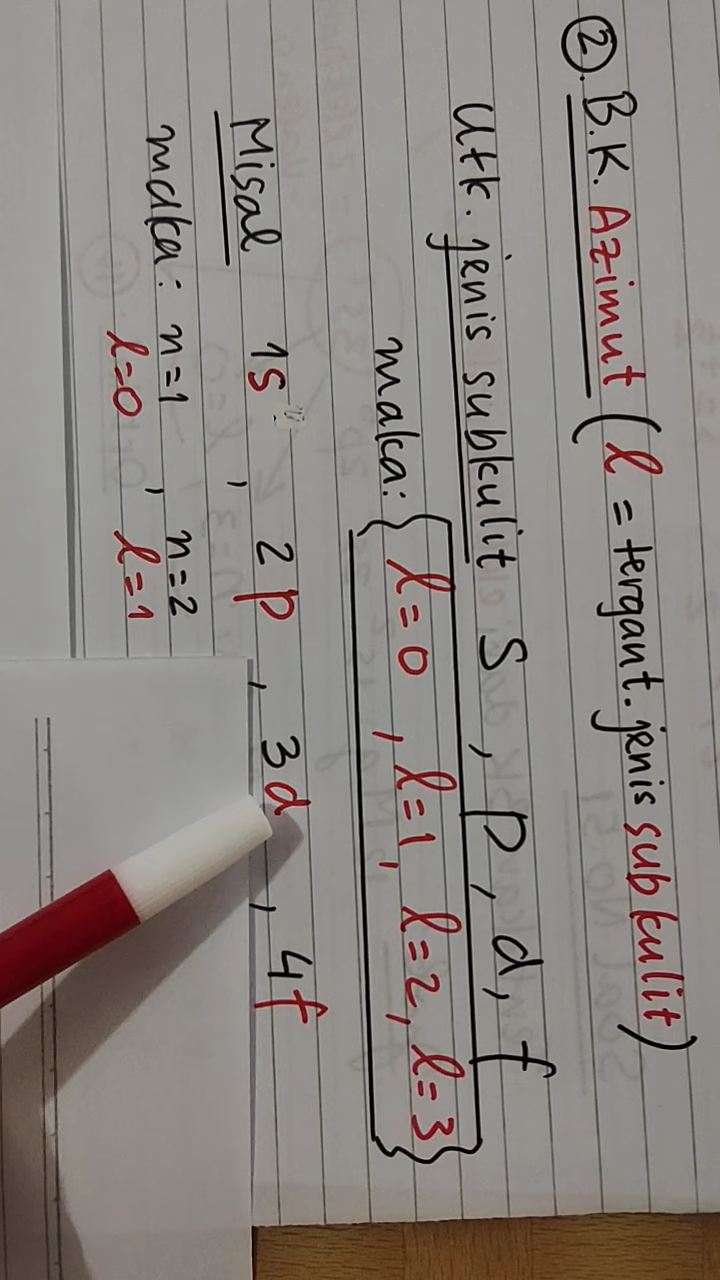 ②. B.K. Azimut (l = tergant. jenis subkulit)
Utk. jenis subkulit S, p, d, f
maka: { l=0, l=1, l=2, l=3 }
Misal 1s, 2p, 3d, 4f
maka: n=1, n=2
l=0, l=1